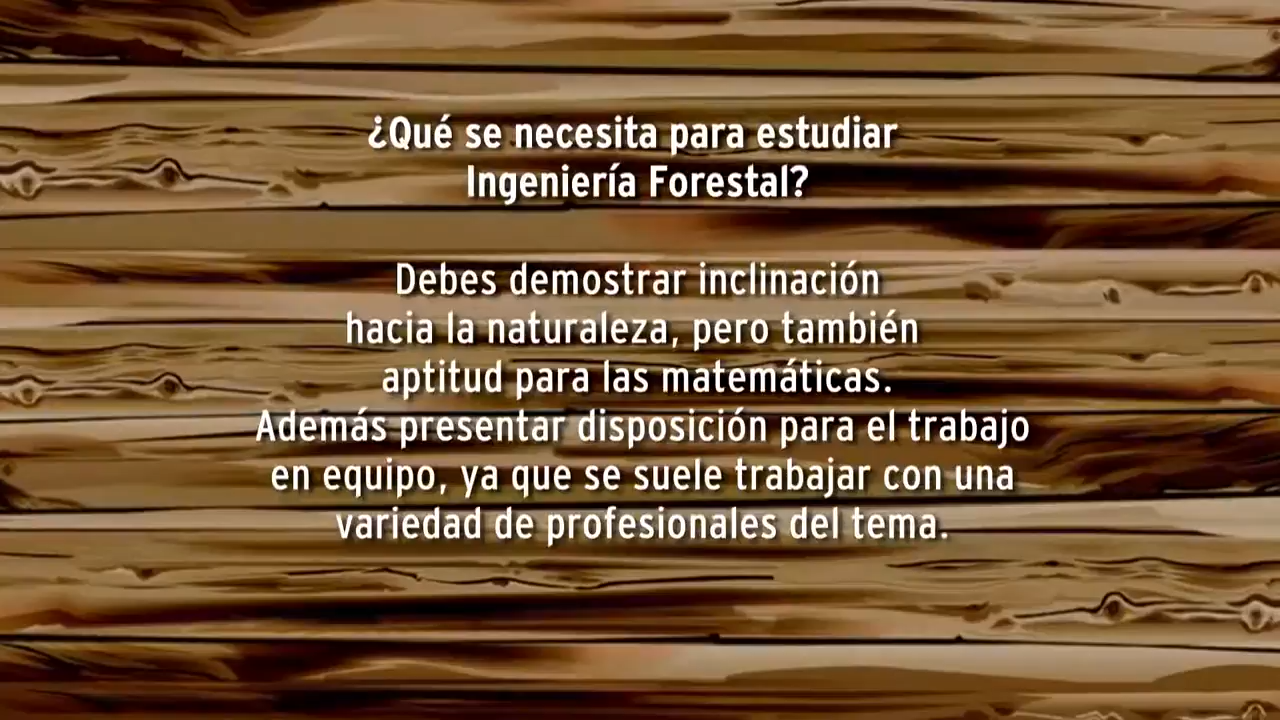 ¿Qué se necesita para estudiar
Ingeniería Forestal?
Debes demostrar inclinación
hacia la naturaleza, pero también
aptitud para las matemáticas.
Además presentar disposición para el trabajo
en equipo, ya que se suele trabajar con una
variedad de profesionales del tema.